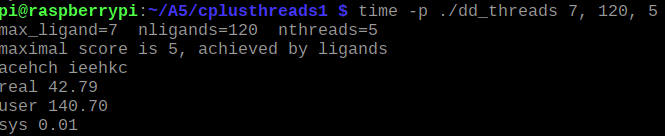 pi@raspberrypi:~/A5/cplusthreads1 $ time -p ./dd_threads 7, 120, 5
max_ligand=7  nligands=120  nthreads=5
maximal score is 5, achieved by ligands
acehch ieehkc
real 42.79
user 140.70
sys 0.01